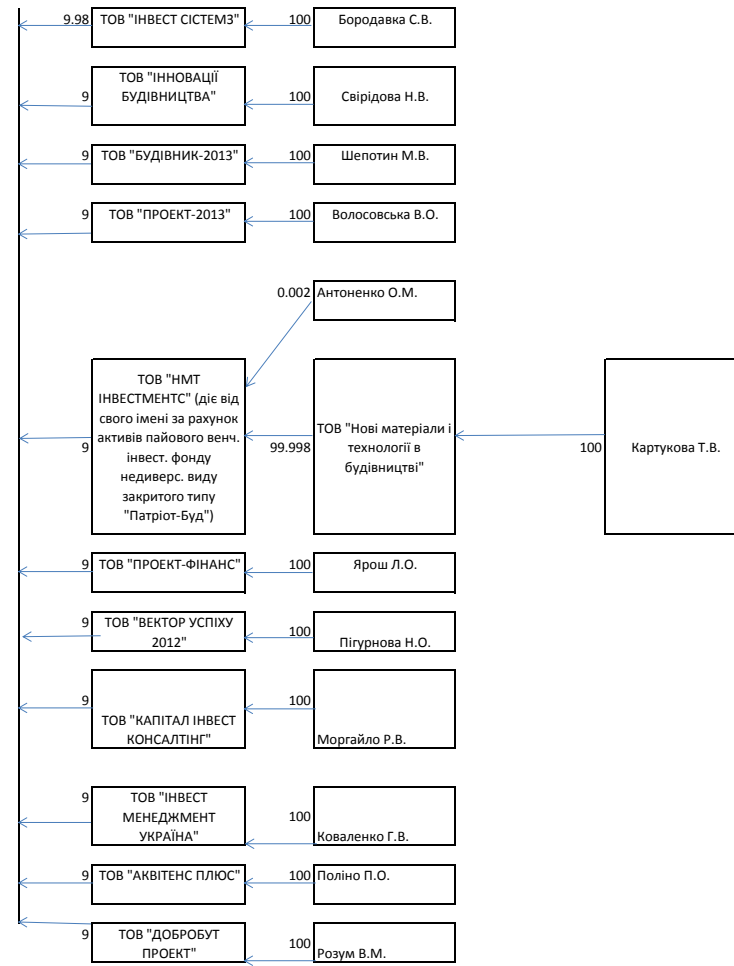 9.98 ТОВ "ІНВЕСТ СІСТЕМЗ" 100 Бородавка С.В.
ТОВ "ІННОВАЦІЇ
9 БУДІВНИЦТВА" 100 Свірідова Н.В.
9 ТОВ "БУДІВНИК-2013" 100 Шепотин М.В.
9 ТОВ "ПРОЕКТ-2013" 100 Волосовська В.О.
0.002 Антоненко О.М.
ТОВ "НМТ
ІНВЕСТМЕНТС" (діє від
свого імені за рахунок
активів пайового венч.
інвест. фонду
недиверс. виду
закритого типу
"Патріот-Буд")
9
99.998
ТОВ "Нові матеріали і
технології в
будівництві"
100
Картукова Т.В.
9 ТОВ "ПРОЕКТ-ФІНАНС" 100 Ярош Л.О.
9 ТОВ "ВЕКТОР УСПІХУ
2012" 100 Пігурнова Н.О.
9 100
ТОВ "КАПІТАЛ ІНВЕСТ
КОНСАЛТІНГ" Моргайло Р.В.
9 ТОВ "ІНВЕСТ
МЕНЕДЖМЕНТ 100
УКРАЇНА" Коваленко Г.В.
9 ТОВ "АКВІТЕНС ПЛЮС" 100 Поліно П.О.
9 ТОВ "ДОБРОБУТ
ПРОЕКТ" 100 Розум В.М.